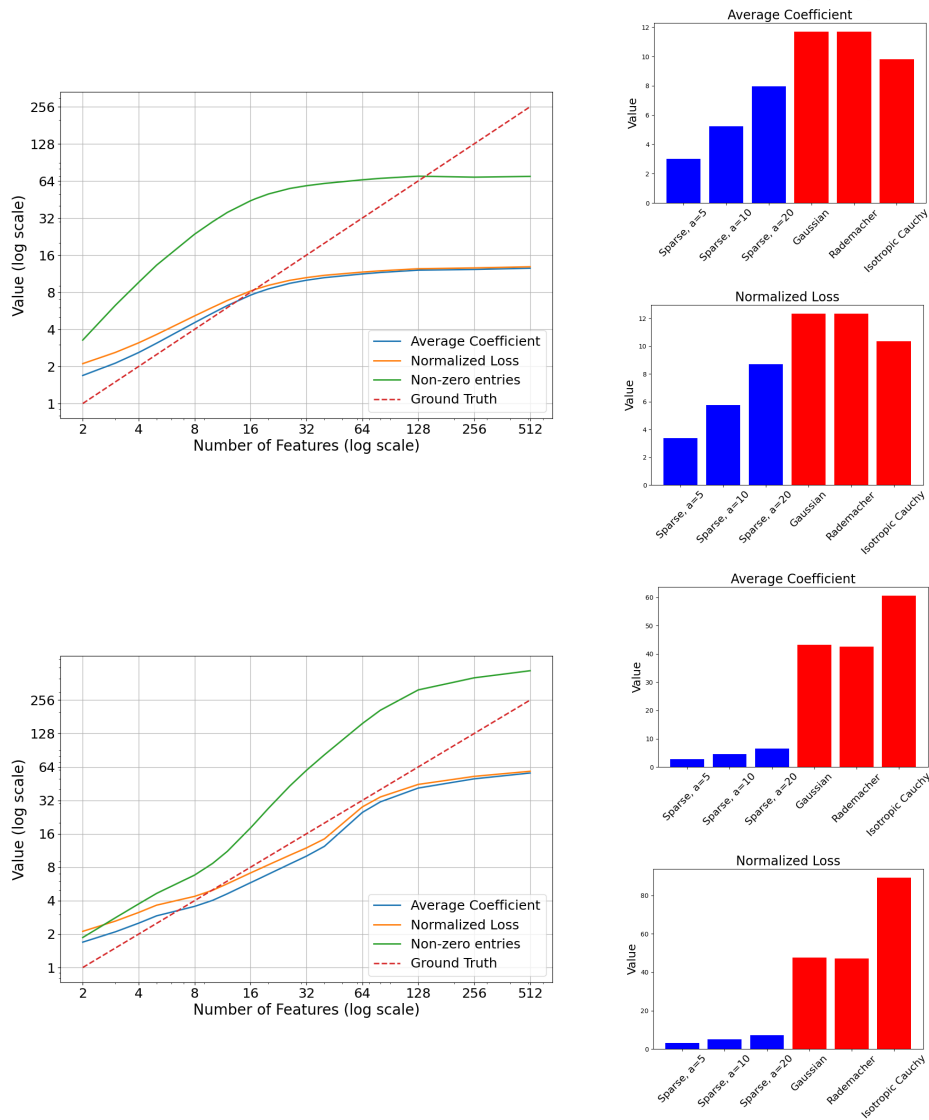 256
128
64
32
16
8
4
2
1
Value (log scale)
2 4 8 16 32 64 128 256 512
Number of Features (log scale)
Average Coefficient
Normalized Loss
Non-zero entries
Ground Truth
Average Coefficient
12
10
8
6
4
2
0
Value
Sparse, a=5
Sparse, a=10
Sparse, a=20
Gaussian
Rademacher
Isotropic Cauchy
Normalized Loss
12
10
8
6
4
2
0
Value
Sparse, a=5
Sparse, a=10
Sparse, a=20
Gaussian
Rademacher
Isotropic Cauchy
256
128
64
32
16
8
4
2
1
Value (log scale)
2 4 8 16 32 64 128 256 512
Number of Features (log scale)
Average Coefficient
Normalized Loss
Non-zero entries
Ground Truth
Average Coefficient
60
50
40
30
20
10
0
Value
Sparse, a=5
Sparse, a=10
Sparse, a=20
Gaussian
Rademacher
Isotropic Cauchy
Normalized Loss
80
60
40
20
0
Value
Sparse, a=5
Sparse, a=10
Sparse, a=20
Gaussian
Rademacher
Isotropic Cauchy